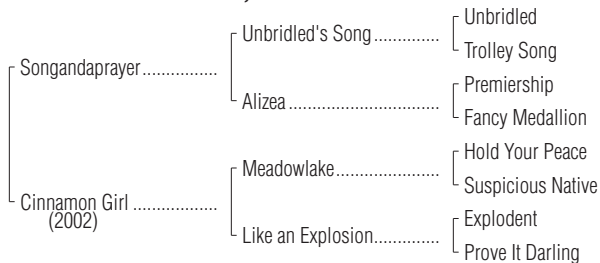 Unbridled
Unbridled's Song..............
Trolley Song
Songandaprayer................
Premiership
Alizea ................................
Fancy Medallion
Hold Your Peace
Meadowlake......................
Suspicious Native
Cinnamon Girl ..................
(2002)
Explodent
Like an Explosion..............
Prove It Darling